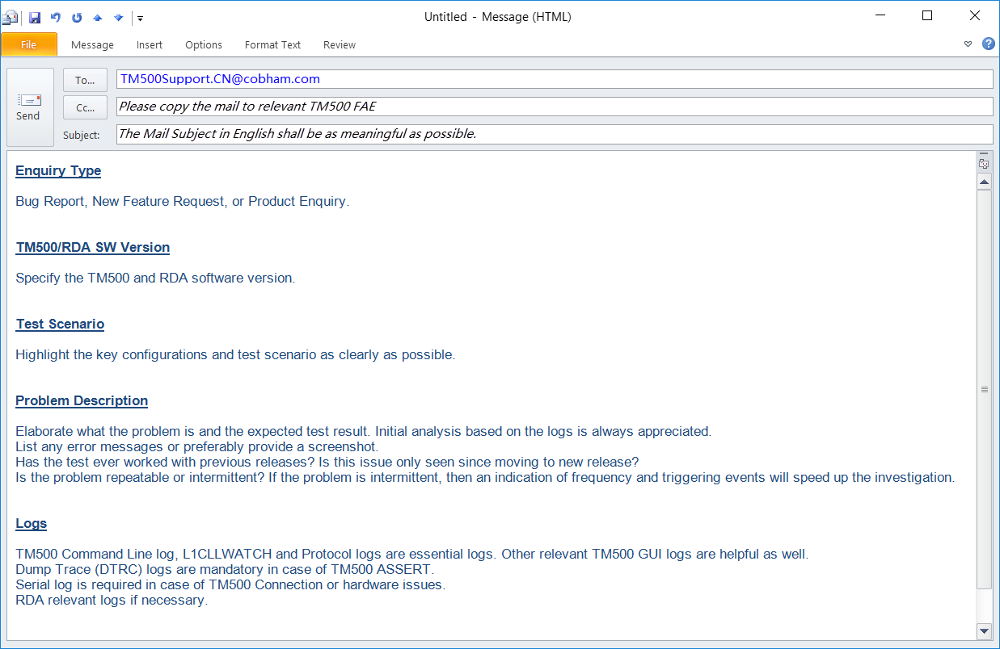 Untitled - Message (HTML)
File Message Insert Options Format Text Review
Send
To... TM500Support.CN@cobham.com
Cc... Please copy the mail to relevant TM500 FAE
Subject: The Mail Subject in English shall be as meaningful as possible.
Enquiry Type
Bug Report, New Feature Request, or Product Enquiry.
TM500/RDA SW Version
Specify the TM500 and RDA software version.
Test Scenario
Highlight the key configurations and test scenario as clearly as possible.
Problem Description
Elaborate what the problem is and the expected test result. Initial analysis based on the logs is always appreciated.
List any error messages or preferably provide a screenshot.
Has the test ever worked with previous releases? Is this issue only seen since moving to new release?
Is the problem repeatable or intermittent? If the problem is intermittent, then an indication of frequency and triggering events will speed up the investigation.
Logs
TM500 Command Line log, L1CLLWATCH and Protocol logs are essential logs. Other relevant TM500 GUI logs are helpful as well.
Dump Trace (DTRC) logs are mandatory in case of TM500 ASSERT.
Serial log is required in case of TM500 Connection or hardware issues.
RDA relevant logs if necessary.